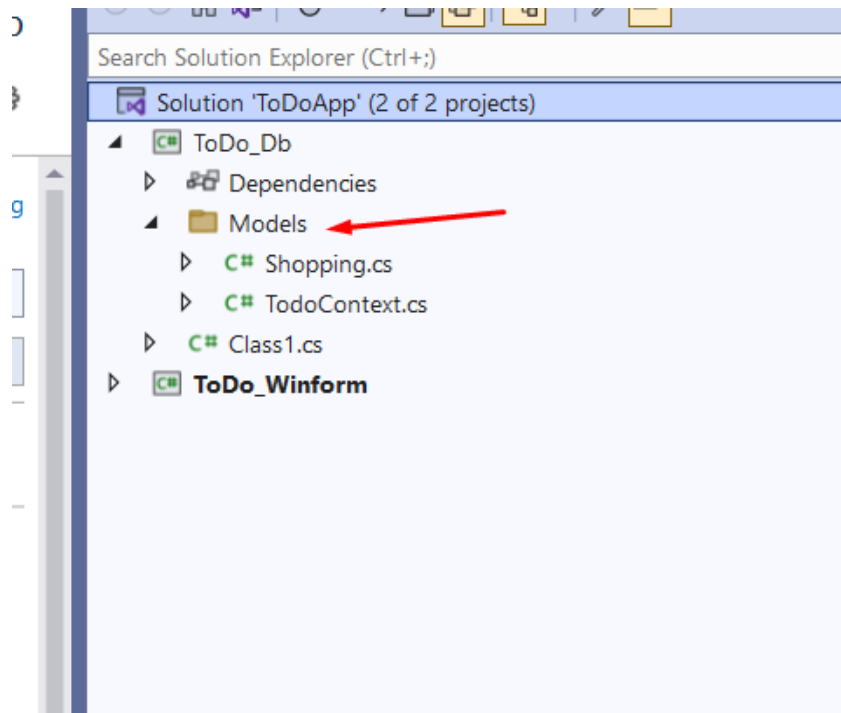 Search Solution Explorer (Ctrl+;)
Solution 'ToDoApp' (2 of 2 projects)
C# ToDo_Db
Dependencies
Models
C# Shopping.cs
C# TodoContext.cs
C# Class1.cs
C# ToDo_Winform
g